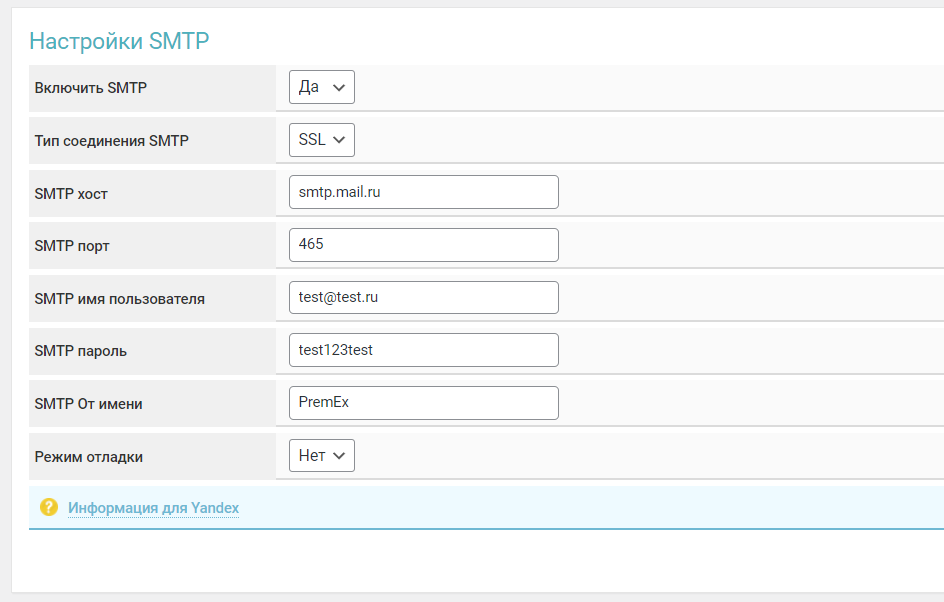 Настройки SMTP
Включить SMTP Да
Тип соединения SMTP SSL
SMTP хост smtp.mail.ru
SMTP порт 465
SMTP имя пользователя test@test.ru
SMTP пароль test123test
SMTP От имени PremEx
Режим отладки Нет
? Информация для Yandex